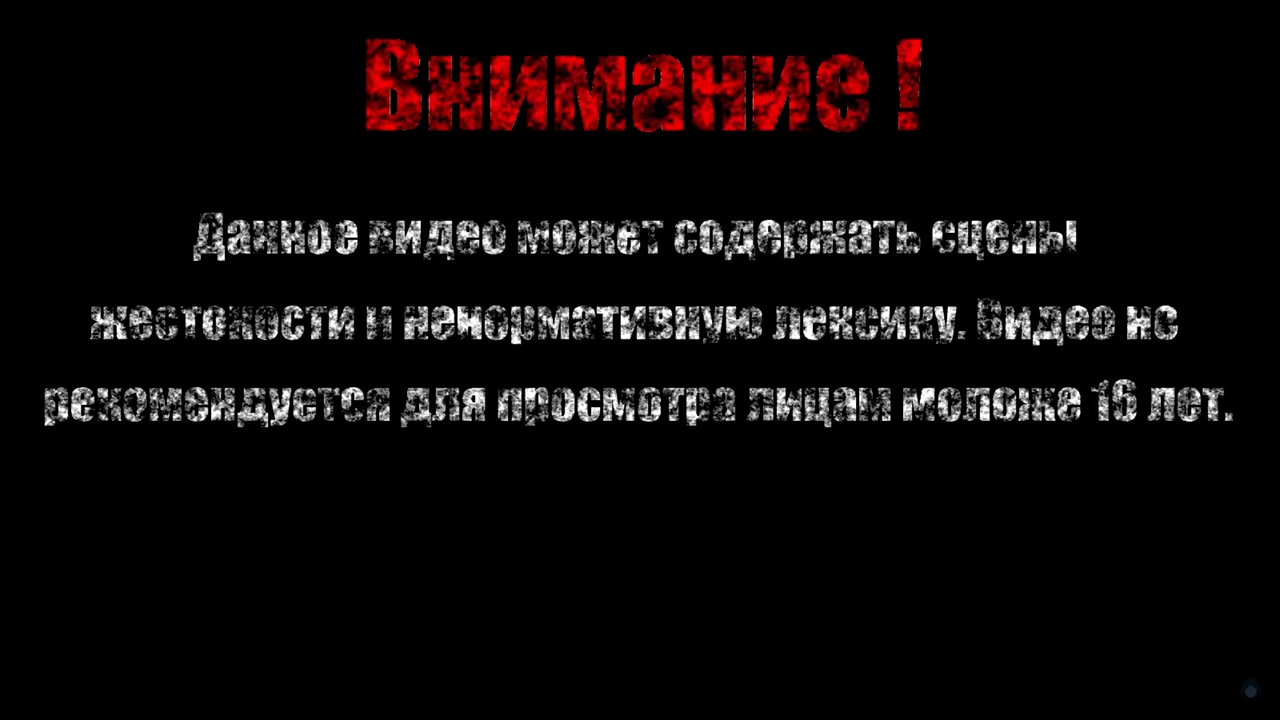 Внимание !
Данное видео может содержать сцены
жестокости и ненормативную лексику. Видео не
рекомендуется для просмотра лицам моложе 16 лет.